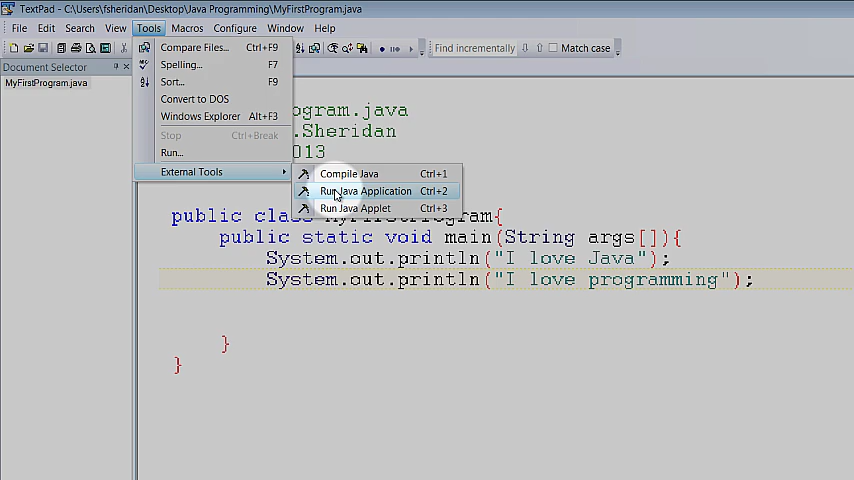 TextPad - C:\Users\fsheridan\Desktop\Java Programming\MyFirstProgram.java
File Edit Search View Tools Macros Configure Window Help
Find incrementally Match case
Document Selector
MyFirstProgram.java
Compare Files... Ctrl+F9
Spelling... F7
Sort... F9
Convert to DOS
Windows Explorer Alt+F3
Stop Ctrl+Break
Run...
External Tools
Compile Java Ctrl+1
Run Java Application Ctrl+2
Run Java Applet Ctrl+3
ogram.java
.Sheridan
013
public class MyFirstProgram{
public static void main(String args[]){
System.out.println("I love Java");
System.out.println("I love programming");
}
}